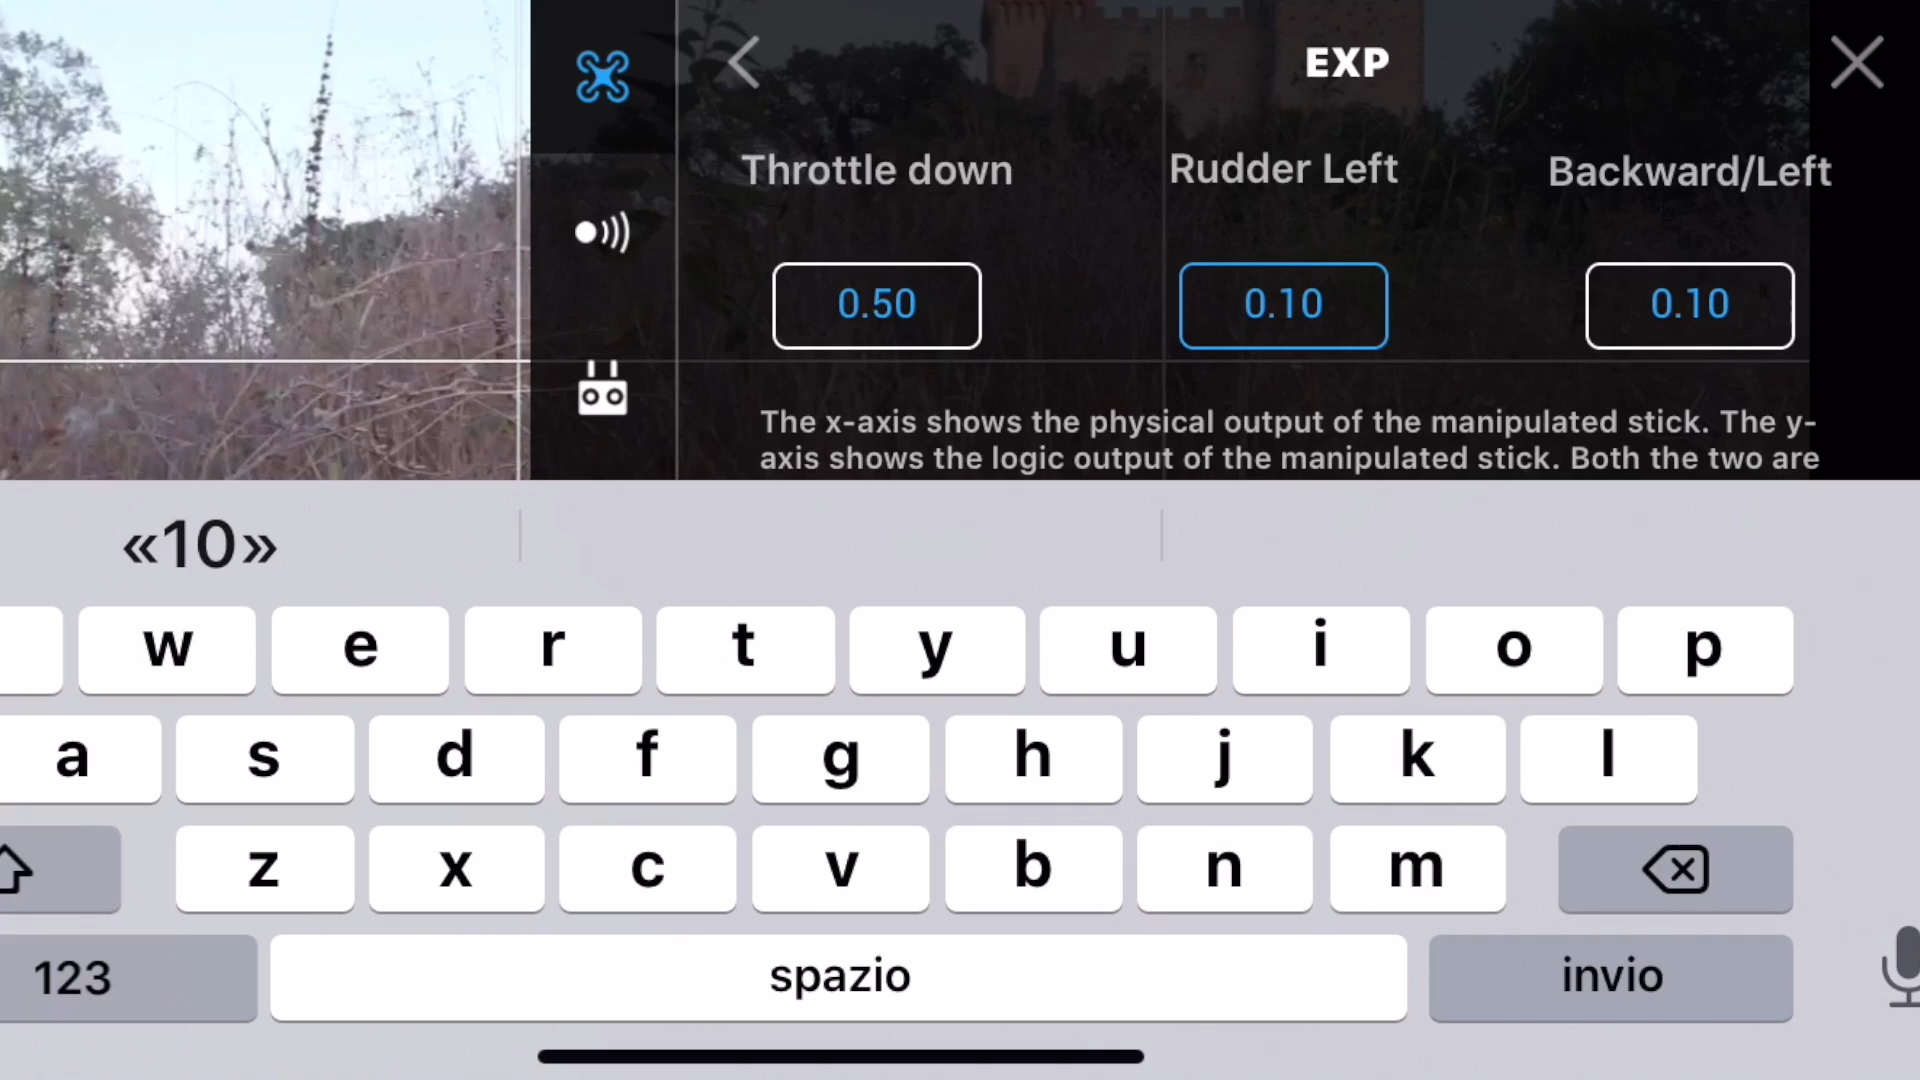 EXP
Throttle down
Rudder Left
Backward/Left
0.50
0.10
0.10
The x-axis shows the physical output of the manipulated stick. The y-
axis shows the logic output of the manipulated stick. Both the two are
«10»
w e r t y u i o p
a s d f g h j k l
z x c v b n m
123
spazio
invio